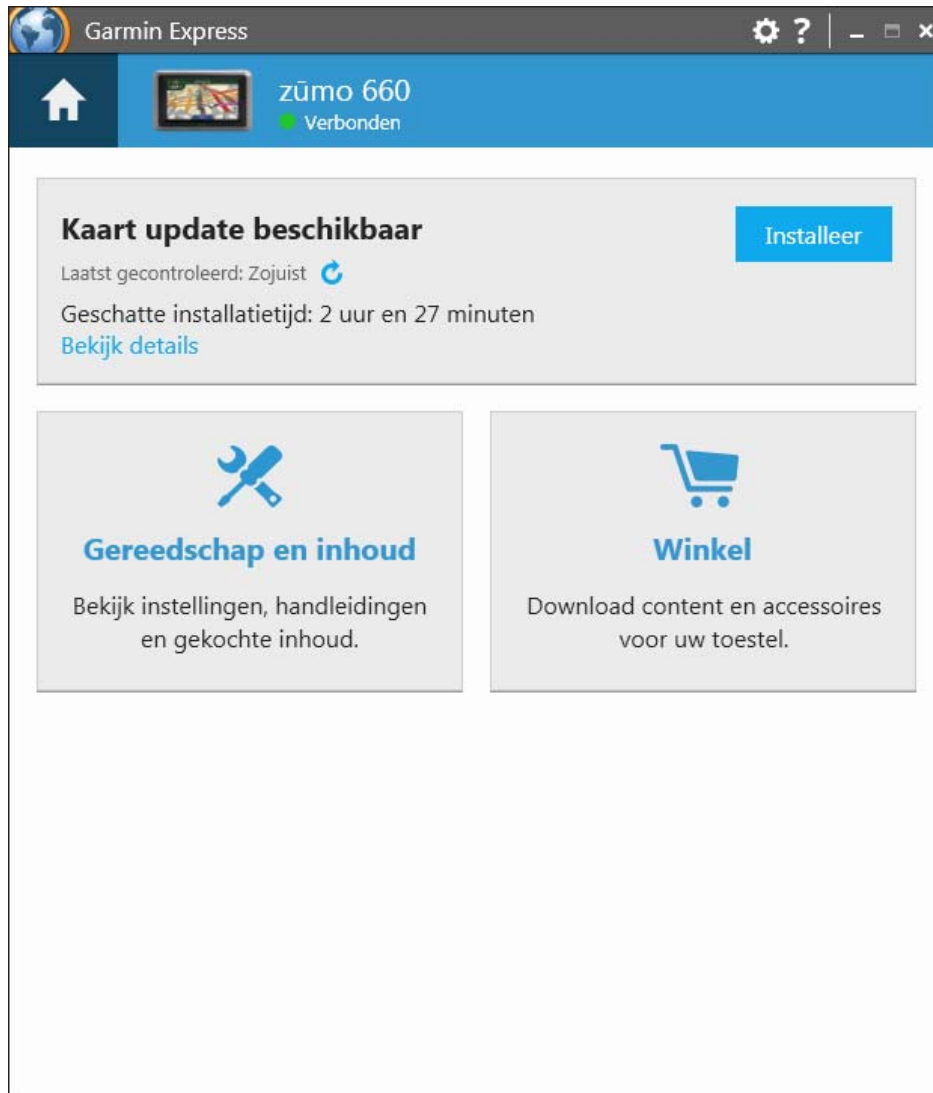 Garmin Express
zūmo 660
Verbonden
Kaart update beschikbaar
Installeer
Laatst gecontroleerd: Zojuist
Geschatte installatietijd: 2 uur en 27 minuten
Bekijk details
Gereedschap en inhoud
Bekijk instellingen, handleidingen
en gekochte inhoud.
Winkel
Download content en accessoires
voor uw toestel.